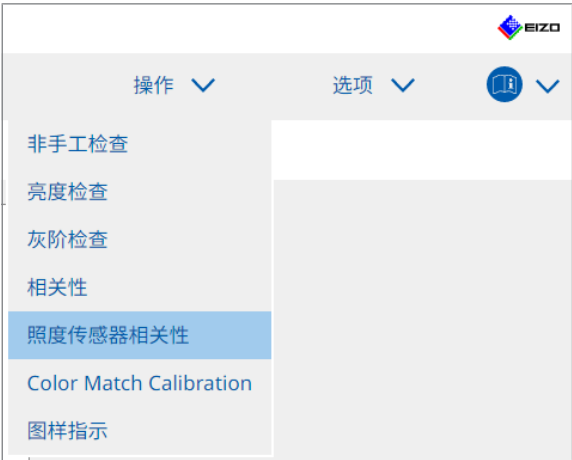 EIZO
操作
选项
非手工检查
亮度检查
灰阶检查
相关性
照度传感器相关性
Color Match Calibration
图样指示